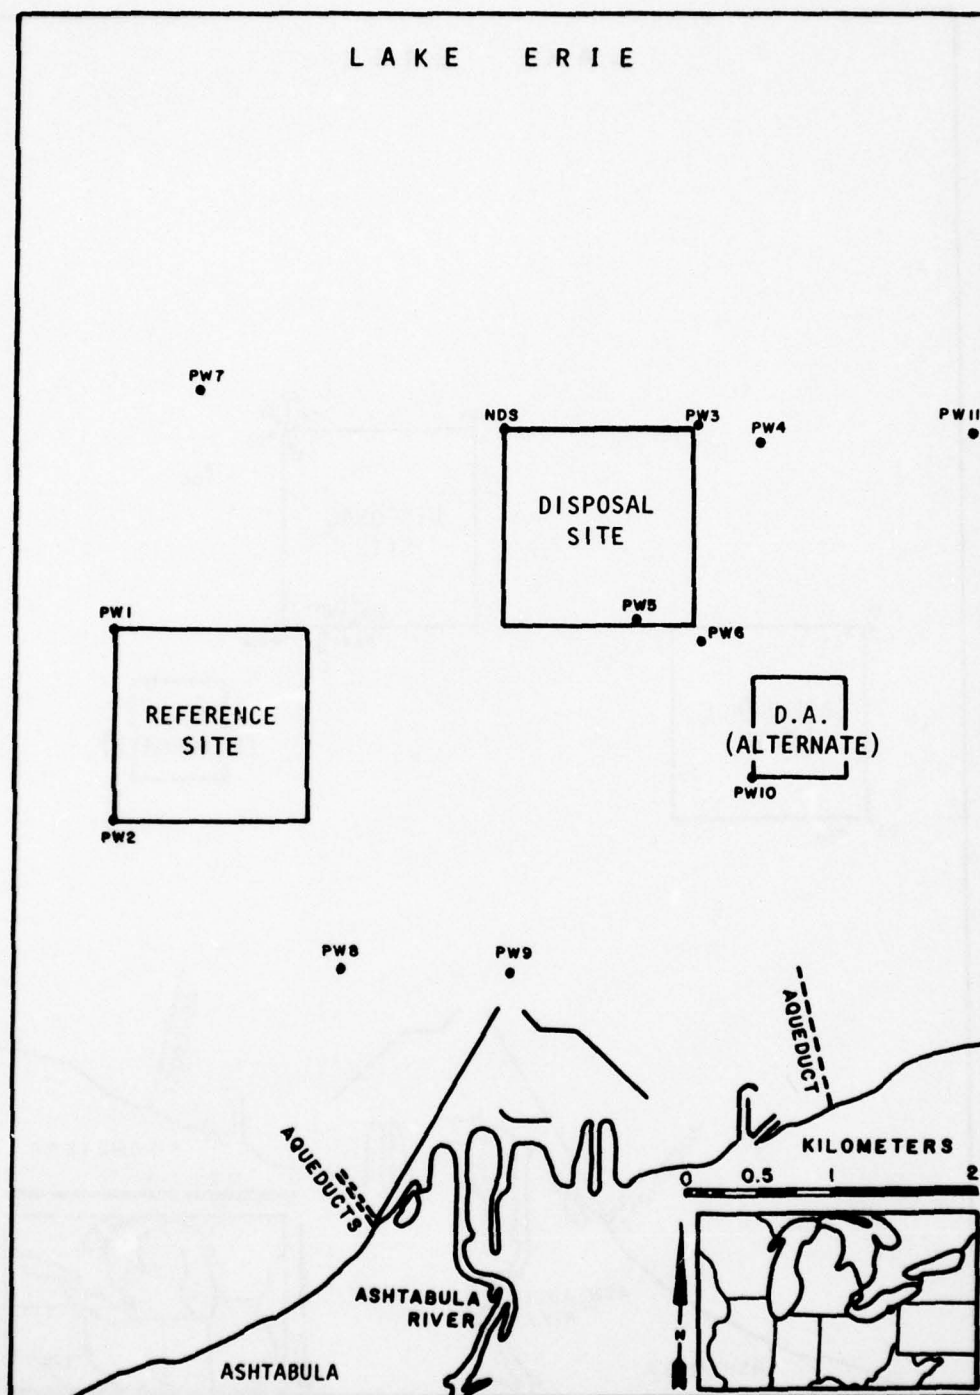 LAKE ERIE
PW7
NDS
PW3
PW4
PW11
DISPOSAL
SITE
PW5
PW6
PW1
REFERENCE
SITE
D.A.
(ALTERNATE)
PW10
PW2
PW8
PW9
AQUEDUCT
AQUEDUCTS
KILOMETERS
0 0.5 1 2
ASHTABULA
RIVER
N
ASHTABULA